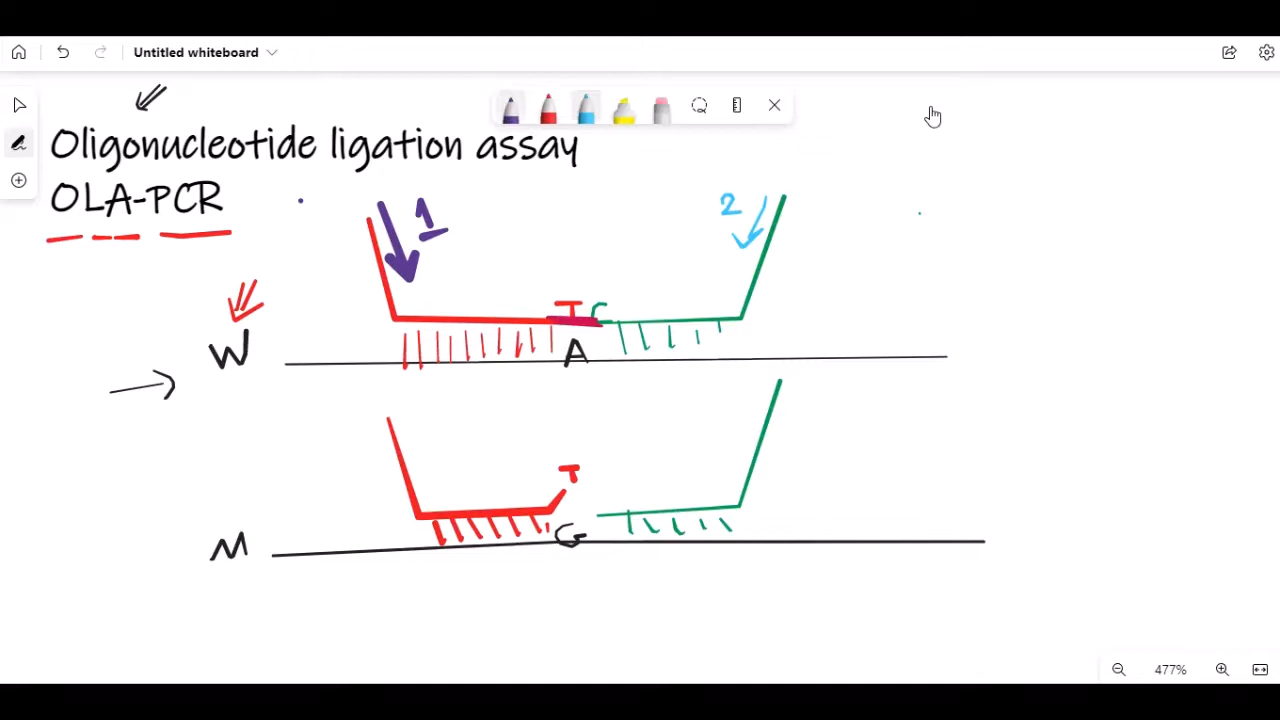 Untitled whiteboard
Oligonucleotide ligation assay
OLA-PCR
1
2
T C
W
A
T
G
M
477%